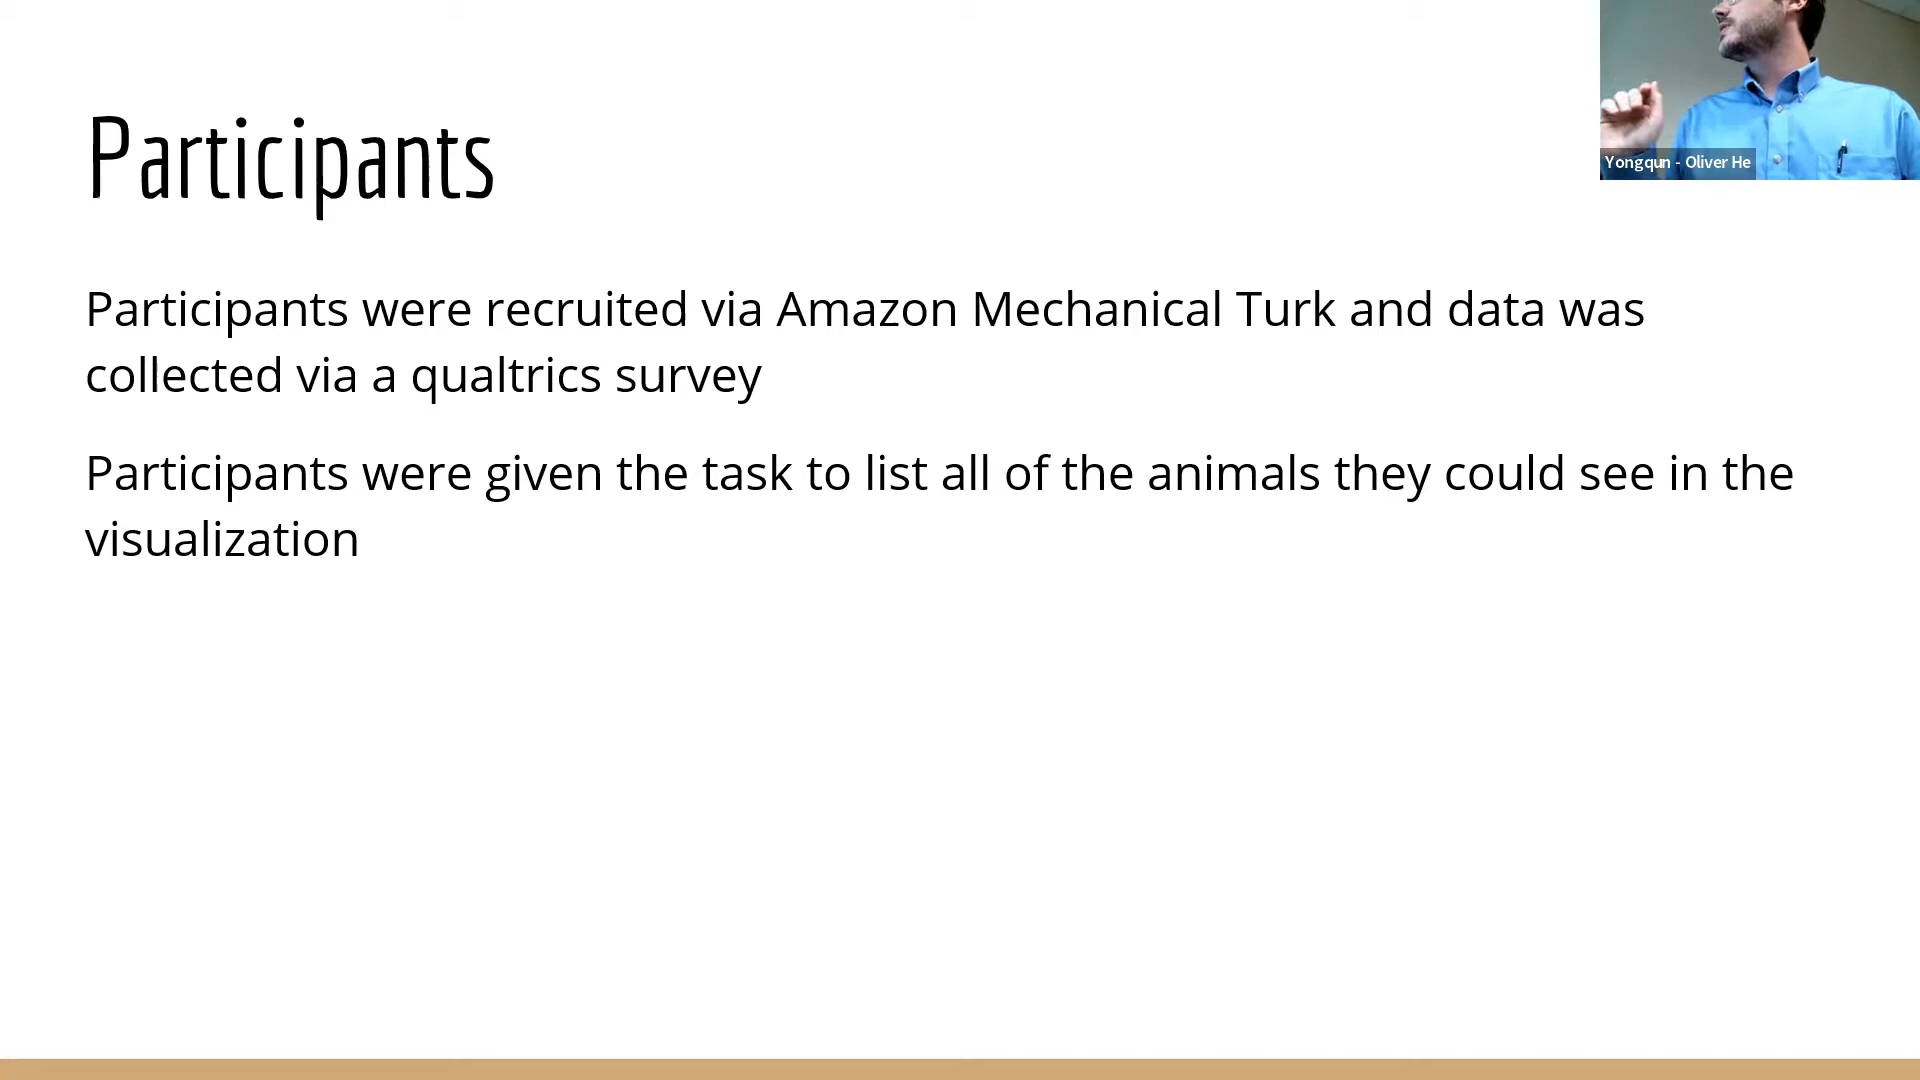 Participants
Yongqun - Oliver He
Participants were recruited via Amazon Mechanical Turk and data was
collected via a qualtrics survey
Participants were given the task to list all of the animals they could see in the
visualization